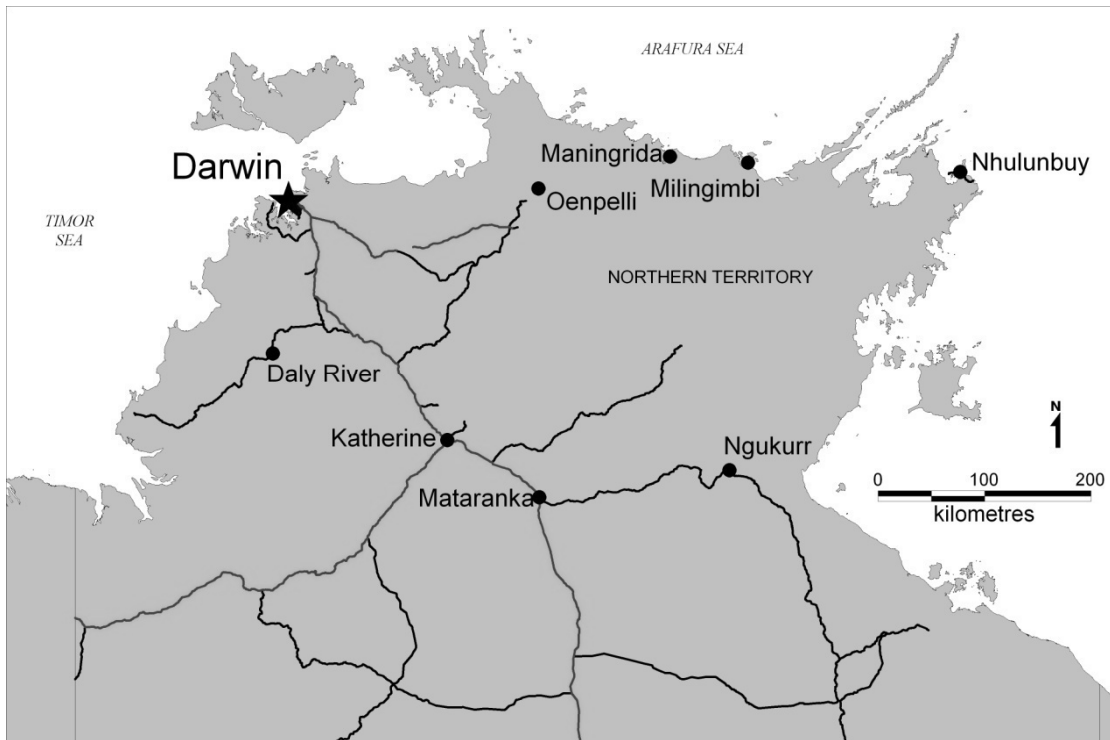 ARAFURA SEA
Darwin
Maningrida
Milingimbi
Nhulunbuy
Oenpelli
TIMOR
SEA
NORTHERN TERRITORY
Daly River
Katherine
Ngukurr
Mataranka
N
0 100 200
kilometres